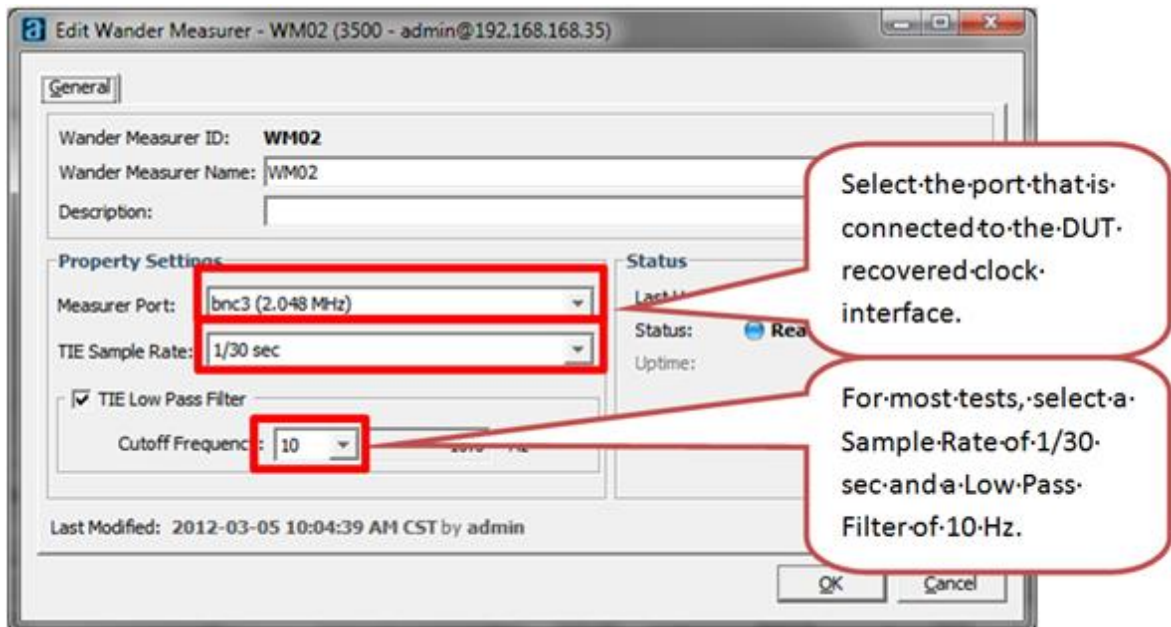 Edit Wander Measurer - WM02 (3500 - admin@192.168.168.35)
General
Wander Measurer ID: WM02
Wander Measurer Name: WM02
Description:
Property Settings
Measurer Port: bnc3 (2.048 MHz)
TIE Sample Rate: 1/30 sec
TIE Low Pass Filter
Cutoff Frequenc : 10
Status
Status:
Uptime:
Last Modified: 2012-03-05 10:04:39 AM CST by admin
OK Cancel
Select·the·port·that·is·
connected·to·the·DUT·
recovered·clock·
interface.
For·most·tests,·select·a·
Sample·Rate·of·1/30·
sec·and·a·Low·Pass·
Filter·of·10·Hz.